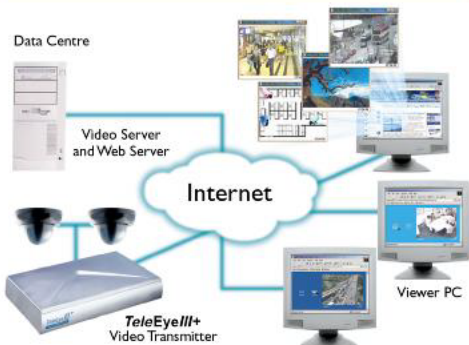 Data Centre
Video Server
and Web Server
Internet
TeleEyeIII+
Video Transmitter
Viewer PC